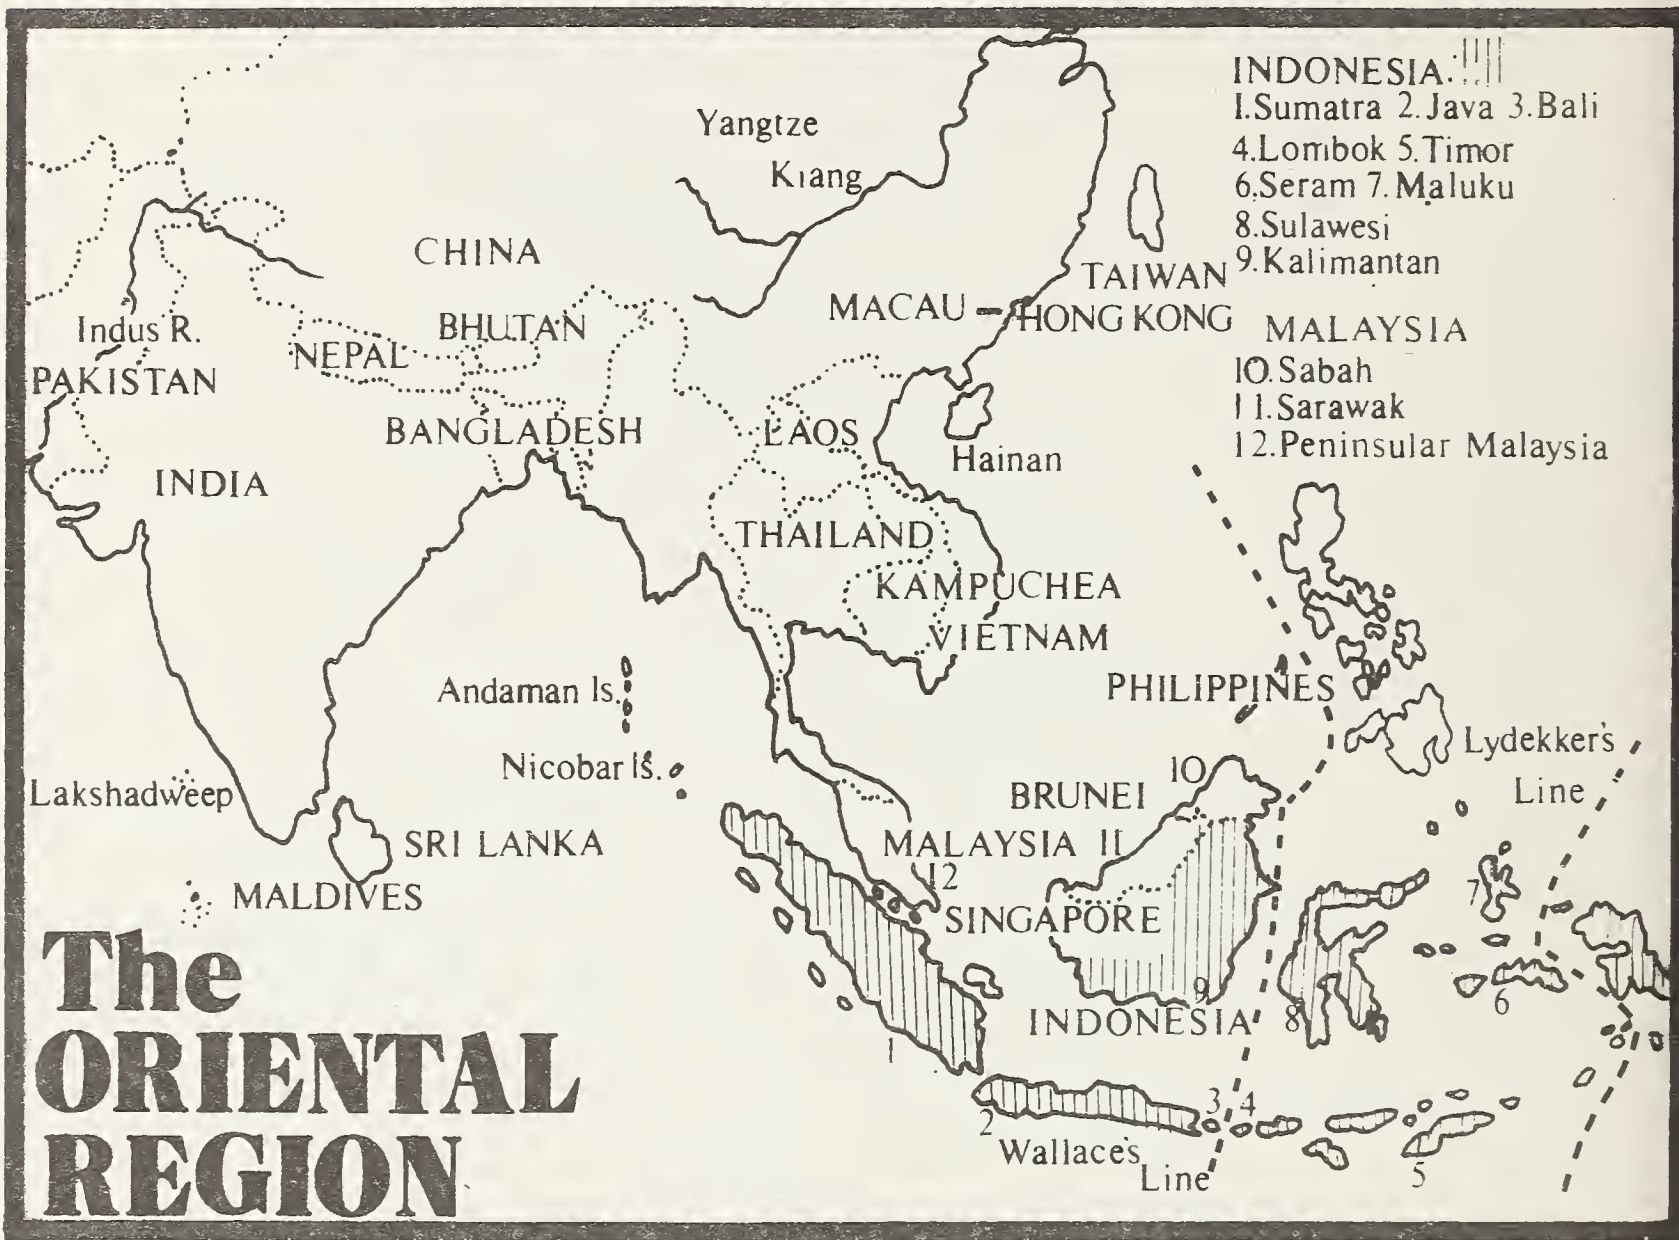 INDONESIA:
1.Sumatra 2.Java 3.Bali
4.Lombok 5.Timor
6.Seram 7.Maluku
8.Sulawesi
9.Kalimantan
MALAYSIA
10.Sabah
11.Sarawak
12.Peninsular Malaysia
Yangtze
Kiang
CHINA
TAIWAN
MACAU
HONG KONG
Indus R.
BHUTAN
NEPAL
PAKISTAN
BANGLADESH
LAOS
Hainan
INDIA
THAILAND
KAMPUCHEA
VIETNAM
Andaman Is.
PHILIPPINES
Lydekker's
Line
Nicobar Is.
Lakshadweep
10
BRUNEI
SRI LANKA
MALAYSIA 11
12
MALDIVES
SINGAPORE
7
9
6
INDONESIA
8
1
2
3
4
5
Wallace's
Line
The
ORIENTAL
REGION